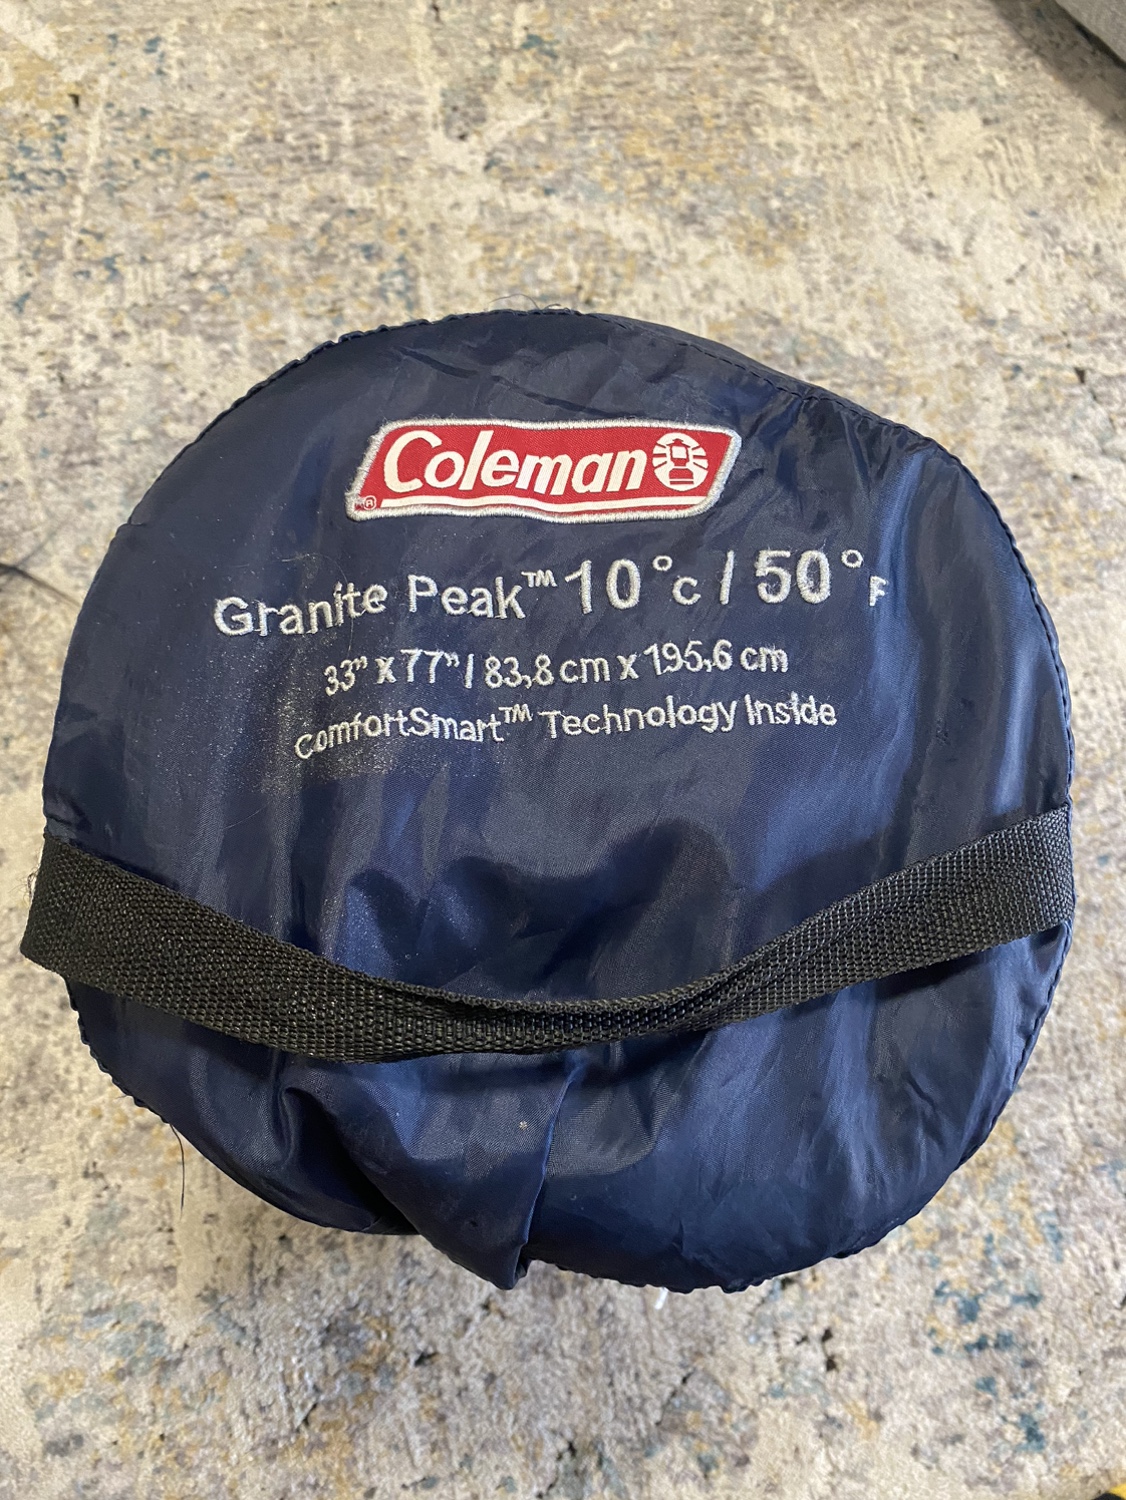 Coleman
®
Granite Peak™ 10°C / 50°F
33" x 77" / 83,8 cm x 195,6 cm
ComfortSmart™ Technology Inside